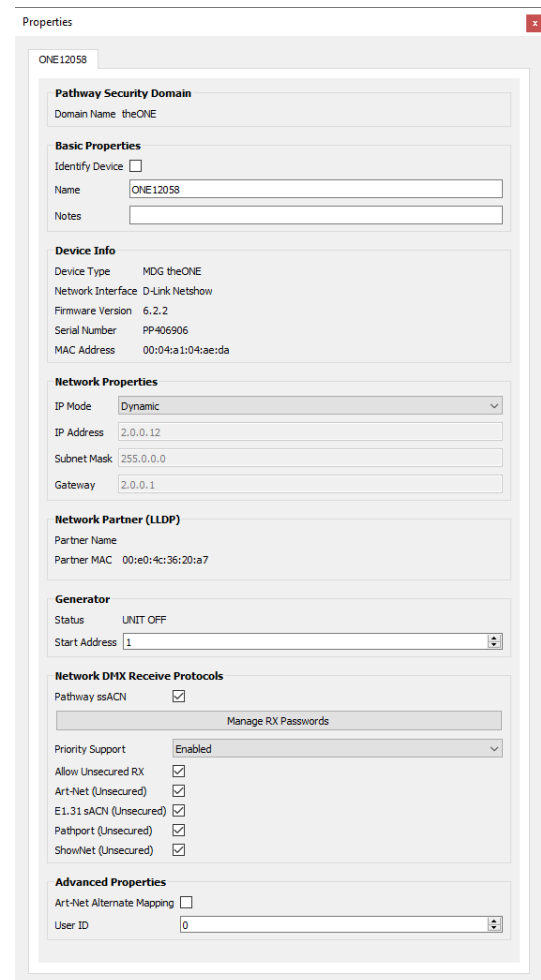 Properties
x
ONE12058
Pathway Security Domain
Domain Name theONE
Basic Properties
Identify Device
Name ONE12058
Notes
Device Info
Device Type MDG theONE
Network Interface D-Link Netshow
Firmware Version 6.2.2
Serial Number PP406906
MAC Address 00:04:a1:04:ae:da
Network Properties
IP Mode Dynamic
IP Address 2.0.0.12
Subnet Mask 255.0.0.0
Gateway 2.0.0.1
Network Partner (LLDP)
Partner Name
Partner MAC 00:e0:4c:36:20:a7
Generator
Status UNIT OFF
Start Address 1
Network DMX Receive Protocols
Pathway ssACN
Manage RX Passwords
Priority Support Enabled
Allow Unsecured RX
Art-Net (Unsecured)
E1.31 sACN (Unsecured)
Pathport (Unsecured)
ShowNet (Unsecured)
Advanced Properties
Art-Net Alternate Mapping
User ID 0